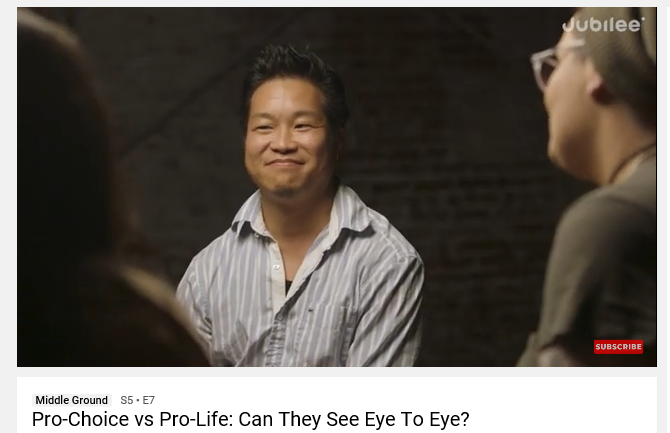 Jubilee
SUBSCRIBE
Middle Ground S5 • E7
Pro-Choice vs Pro-Life: Can They See Eye To Eye?